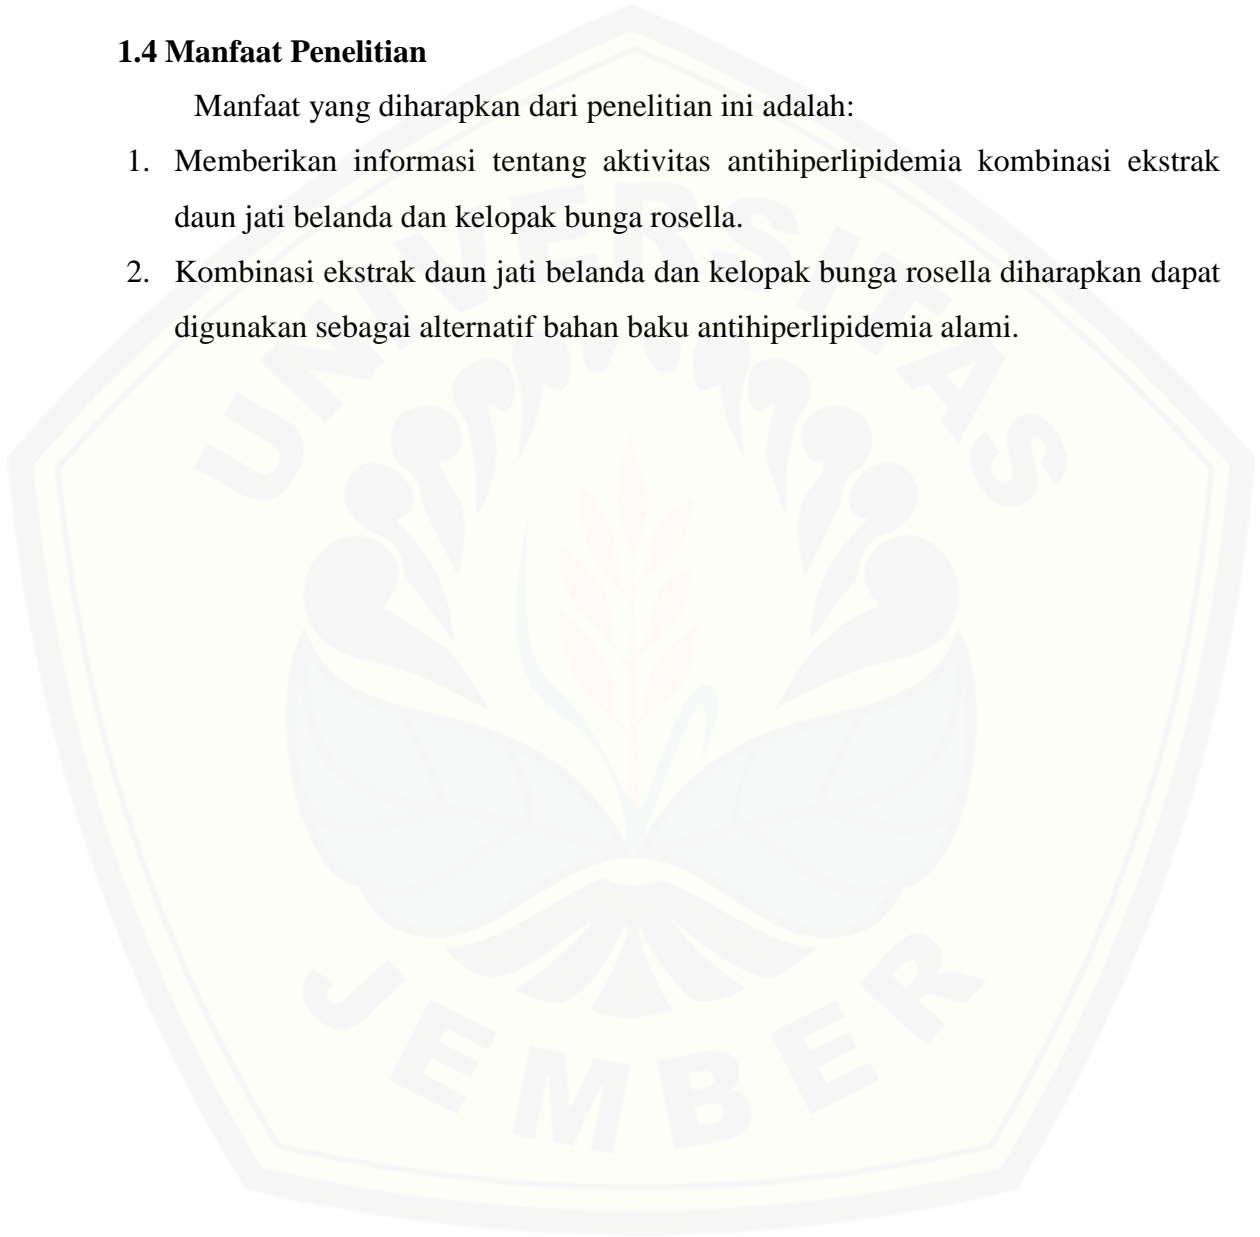 1.4 Manfaat Penelitian
Manfaat yang diharapkan dari penelitian ini adalah:
1. Memberikan informasi tentang aktivitas antihiperlipidemia kombinasi ekstrak
daun jati belanda dan kelopak bunga rosella.
2. Kombinasi ekstrak daun jati belanda dan kelopak bunga rosella diharapkan dapat
digunakan sebagai alternatif bahan baku antihiperlipidemia alami.
UNIVERSITAS
JEMBER